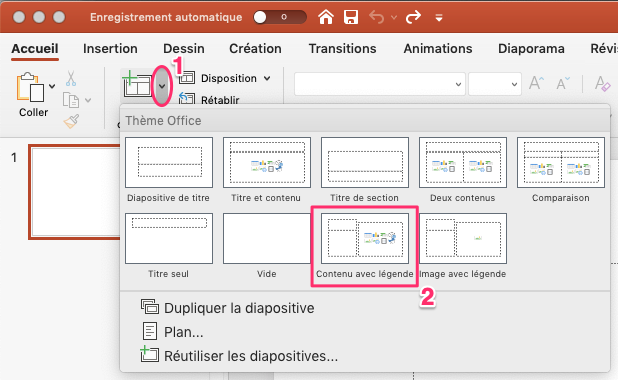 Enregistrement automatique O
Accueil Insertion Dessin Création Transitions Animations Diaporama Révi
1
Disposition
Rétablir
Coller
Thème Office
1
Diapositive de titre Titre et contenu Titre de section Deux contenus Comparaison
Titre seul Vide Contenu avec légende Image avec légende
2
Dupliquer la diapositive
Plan...
Réutiliser les diapositives...